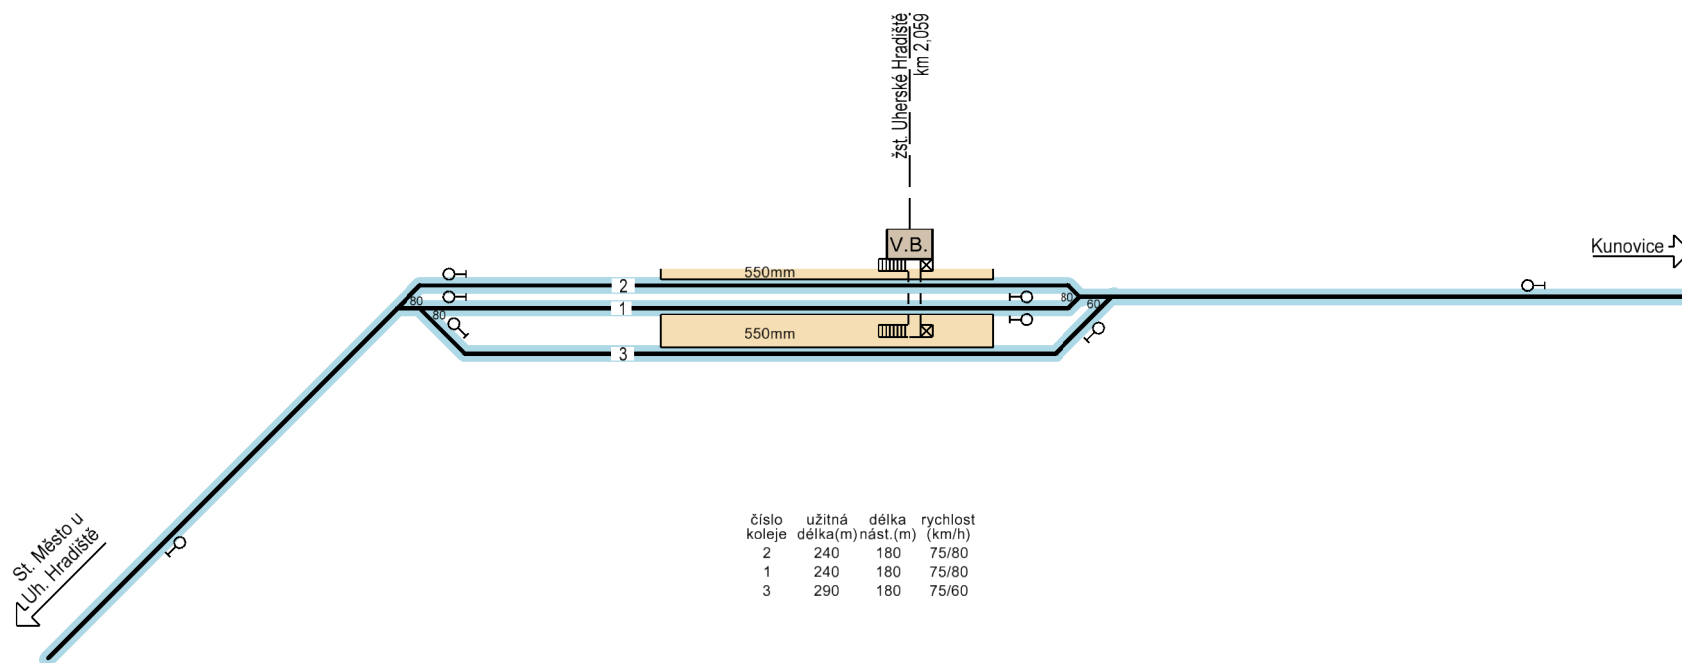 žst. Uherské Hradiště
km 2,059
V.B.
Kunovice
550mm
2
80
80
1
80
60
550mm
3
St. Město u
Uh. Hradiště
číslo koleje užitná délka(m) délka nást.(m) rychlost (km/h)
2 240 180 75/80
1 240 180 75/80
3 290 180 75/60